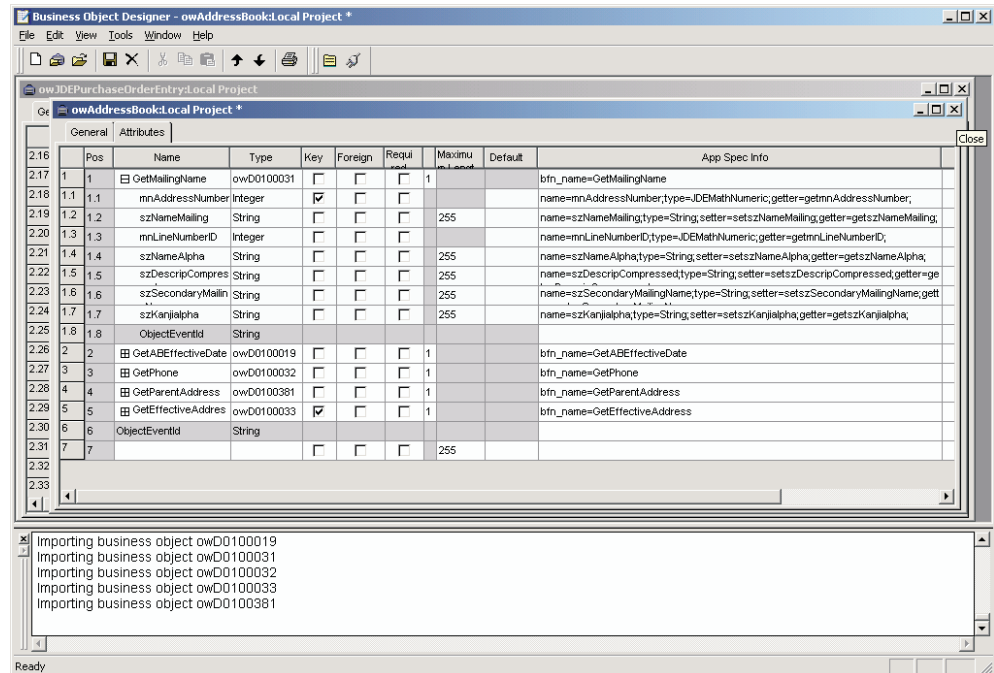 Business Object Designer - owAddressBook:Local Project *
File Edit View Tools Window Help
owJDEPurchaseOrderEntry:Local Project
Ge
owAddressBook:Local Project *
General Attributes
Close
Pos Name Type Key Foreign Requi Maximu Default App Spec Info
2.16
2.17 1 1 GetMailingName owD0100031 1 bfn_name=GetMailingName
2.18 1.1 1.1 mnAddressNumber Integer name=mnAddressNumber;type=JDEMathNumeric;getter=getmnAddressNumber;
2.19 1.2 1.2 szNameMailing String 255 name=szNameMailing;type=String;setter=setszNameMailing;getter=getszNameMailing;
2.20 1.3 1.3 mnLineNumberID Integer name=mnLineNumberID;type=JDEMathNumeric;getter=getmnLineNumberID;
2.21 1.4 1.4 szNameAlpha String 255 name=szNameAlpha;type=String;setter=setszNameAlpha;getter=getszNameAlpha;
2.22 1.5 1.5 szDescripCompres String 255 name=szDescripCompressed;type=String;setter=setszDescripCompressed;getter=ge
2.23 1.6 1.6 szSecondaryMailin String 255 name=szSecondaryMailingName;type=String;setter=setszSecondaryMailingName;gett
2.24 1.7 1.7 szKanjialpha String 255 name=szKanjialpha;type=String;setter=setszKanjialpha;getter=getszKanjialpha;
2.25 1.8 1.8 ObjectEventId String
2.26 2 2 GetABEffectiveDate owD0100019 1 bfn_name=GetABEffectiveDate
2.27 3 3 GetPhone owD0100032 1 bfn_name=GetPhone
2.28 4 4 GetParentAddress owD0100381 1 bfn_name=GetParentAddress
2.29 5 5 GetEffectiveAddres owD0100033 1 bfn_name=GetEffectiveAddress
2.30 6 6 ObjectEventId String
2.31 7 7 255
2.32
2.33
Importing business object owD0100019
Importing business object owD0100031
Importing business object owD0100032
Importing business object owD0100033
Importing business object owD0100381
Ready